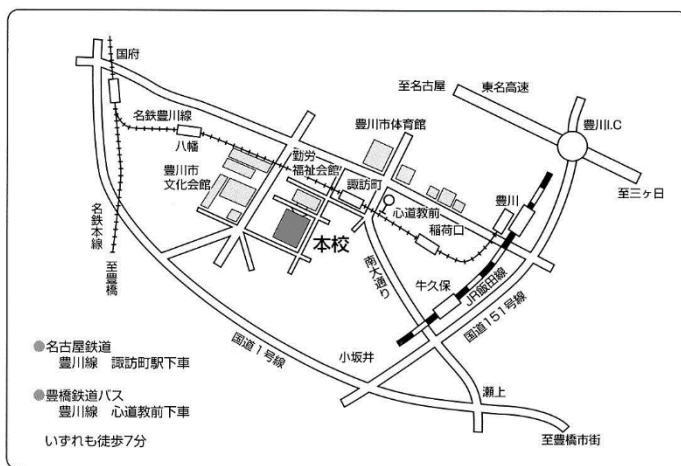 国府
至名古屋
東名高速
豊川I.C
名鉄豊川線
八幡
豊川市体育館
勤労
福祉会館
豊川市
文化会館
諏訪町
心道教前
豊川
至三ヶ日
稲荷口
本校
名鉄本線
至豊橋
南大通り
牛久保
JR飯田線
国道151号線
国道1号線
小坂井
瀬上
至豊橋市街
●名古屋鉄道
豊川線 諏訪町駅下車
●豊橋鉄道バス
豊川線 心道教前下車
いずれも徒歩7分